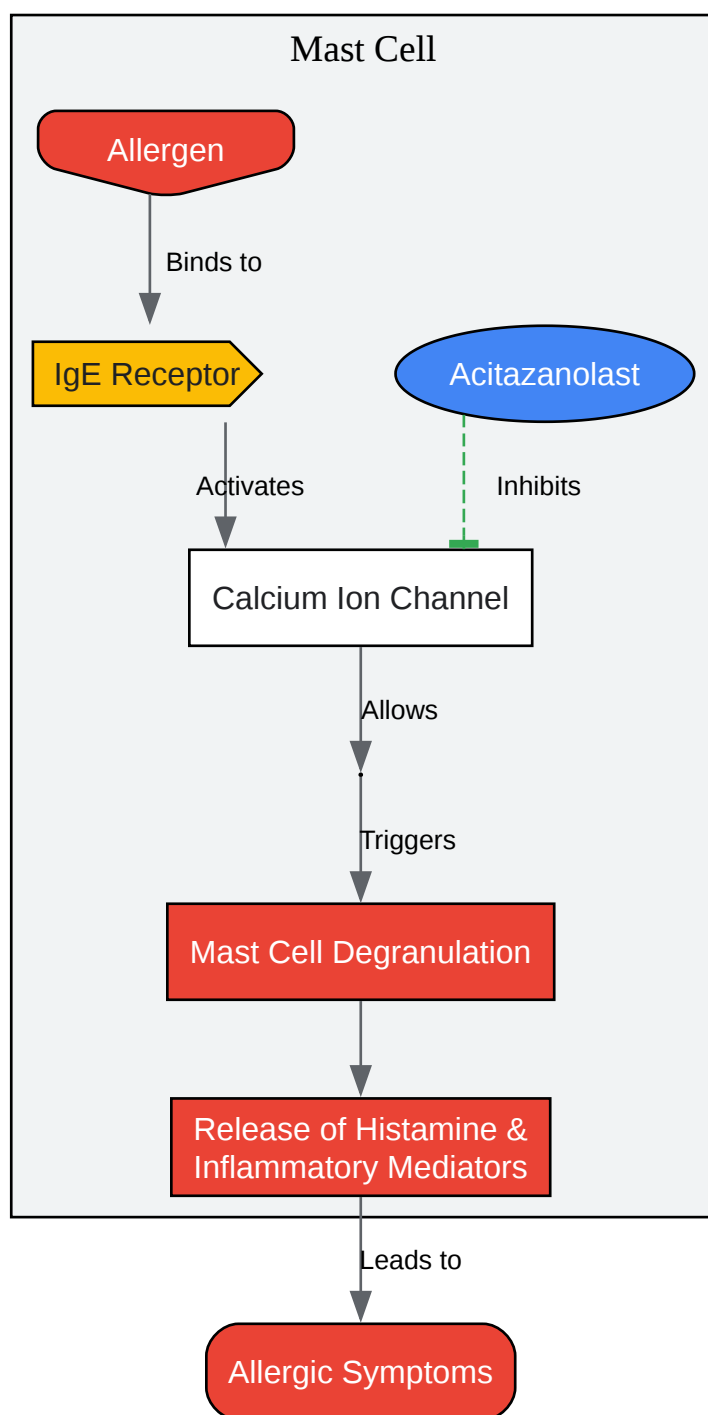 Mast Cell
Allergen
Binds to
IgE Receptor
Acitazanolast
Activates
Inhibits
Calcium Ion Channel
Allows
Triggers
Mast Cell Degranulation
Release of Histamine &
Inflammatory Mediators
Leads to
Allergic Symptoms